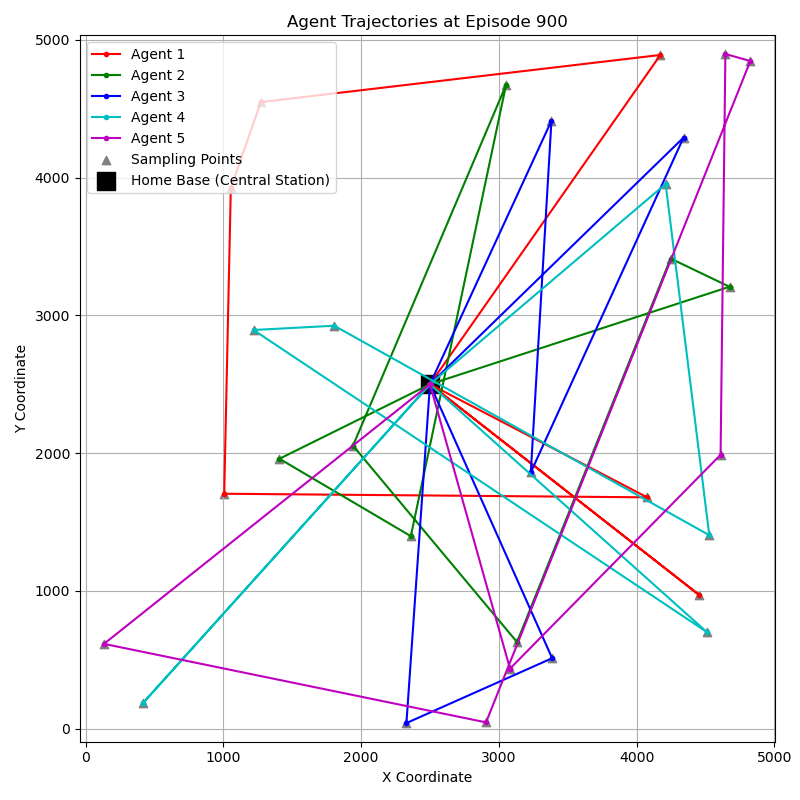 Agent Trajectories at Episode 900
Agent 1
Agent 2
Agent 3
Agent 4
Agent 5
Sampling Points
Home Base (Central Station)
5000
4000
3000
2000
1000
0
Y Coordinate
0 1000 2000 3000 4000 5000
X Coordinate